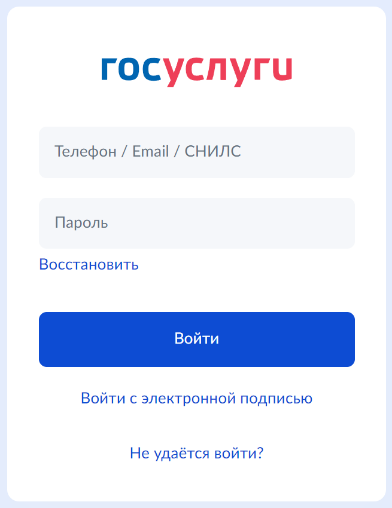 госуслуги
Телефон / Email / СНИЛС
Пароль
Восстановить
Войти
Войти с электронной подписью
Не удаётся войти?